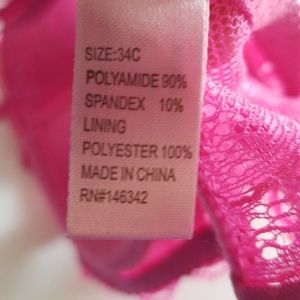 SIZE:34C
POLYAMIDE 90%
SPANDEX 10%
LINING
POLYESTER 100%
MADE IN CHINA
RN#146342